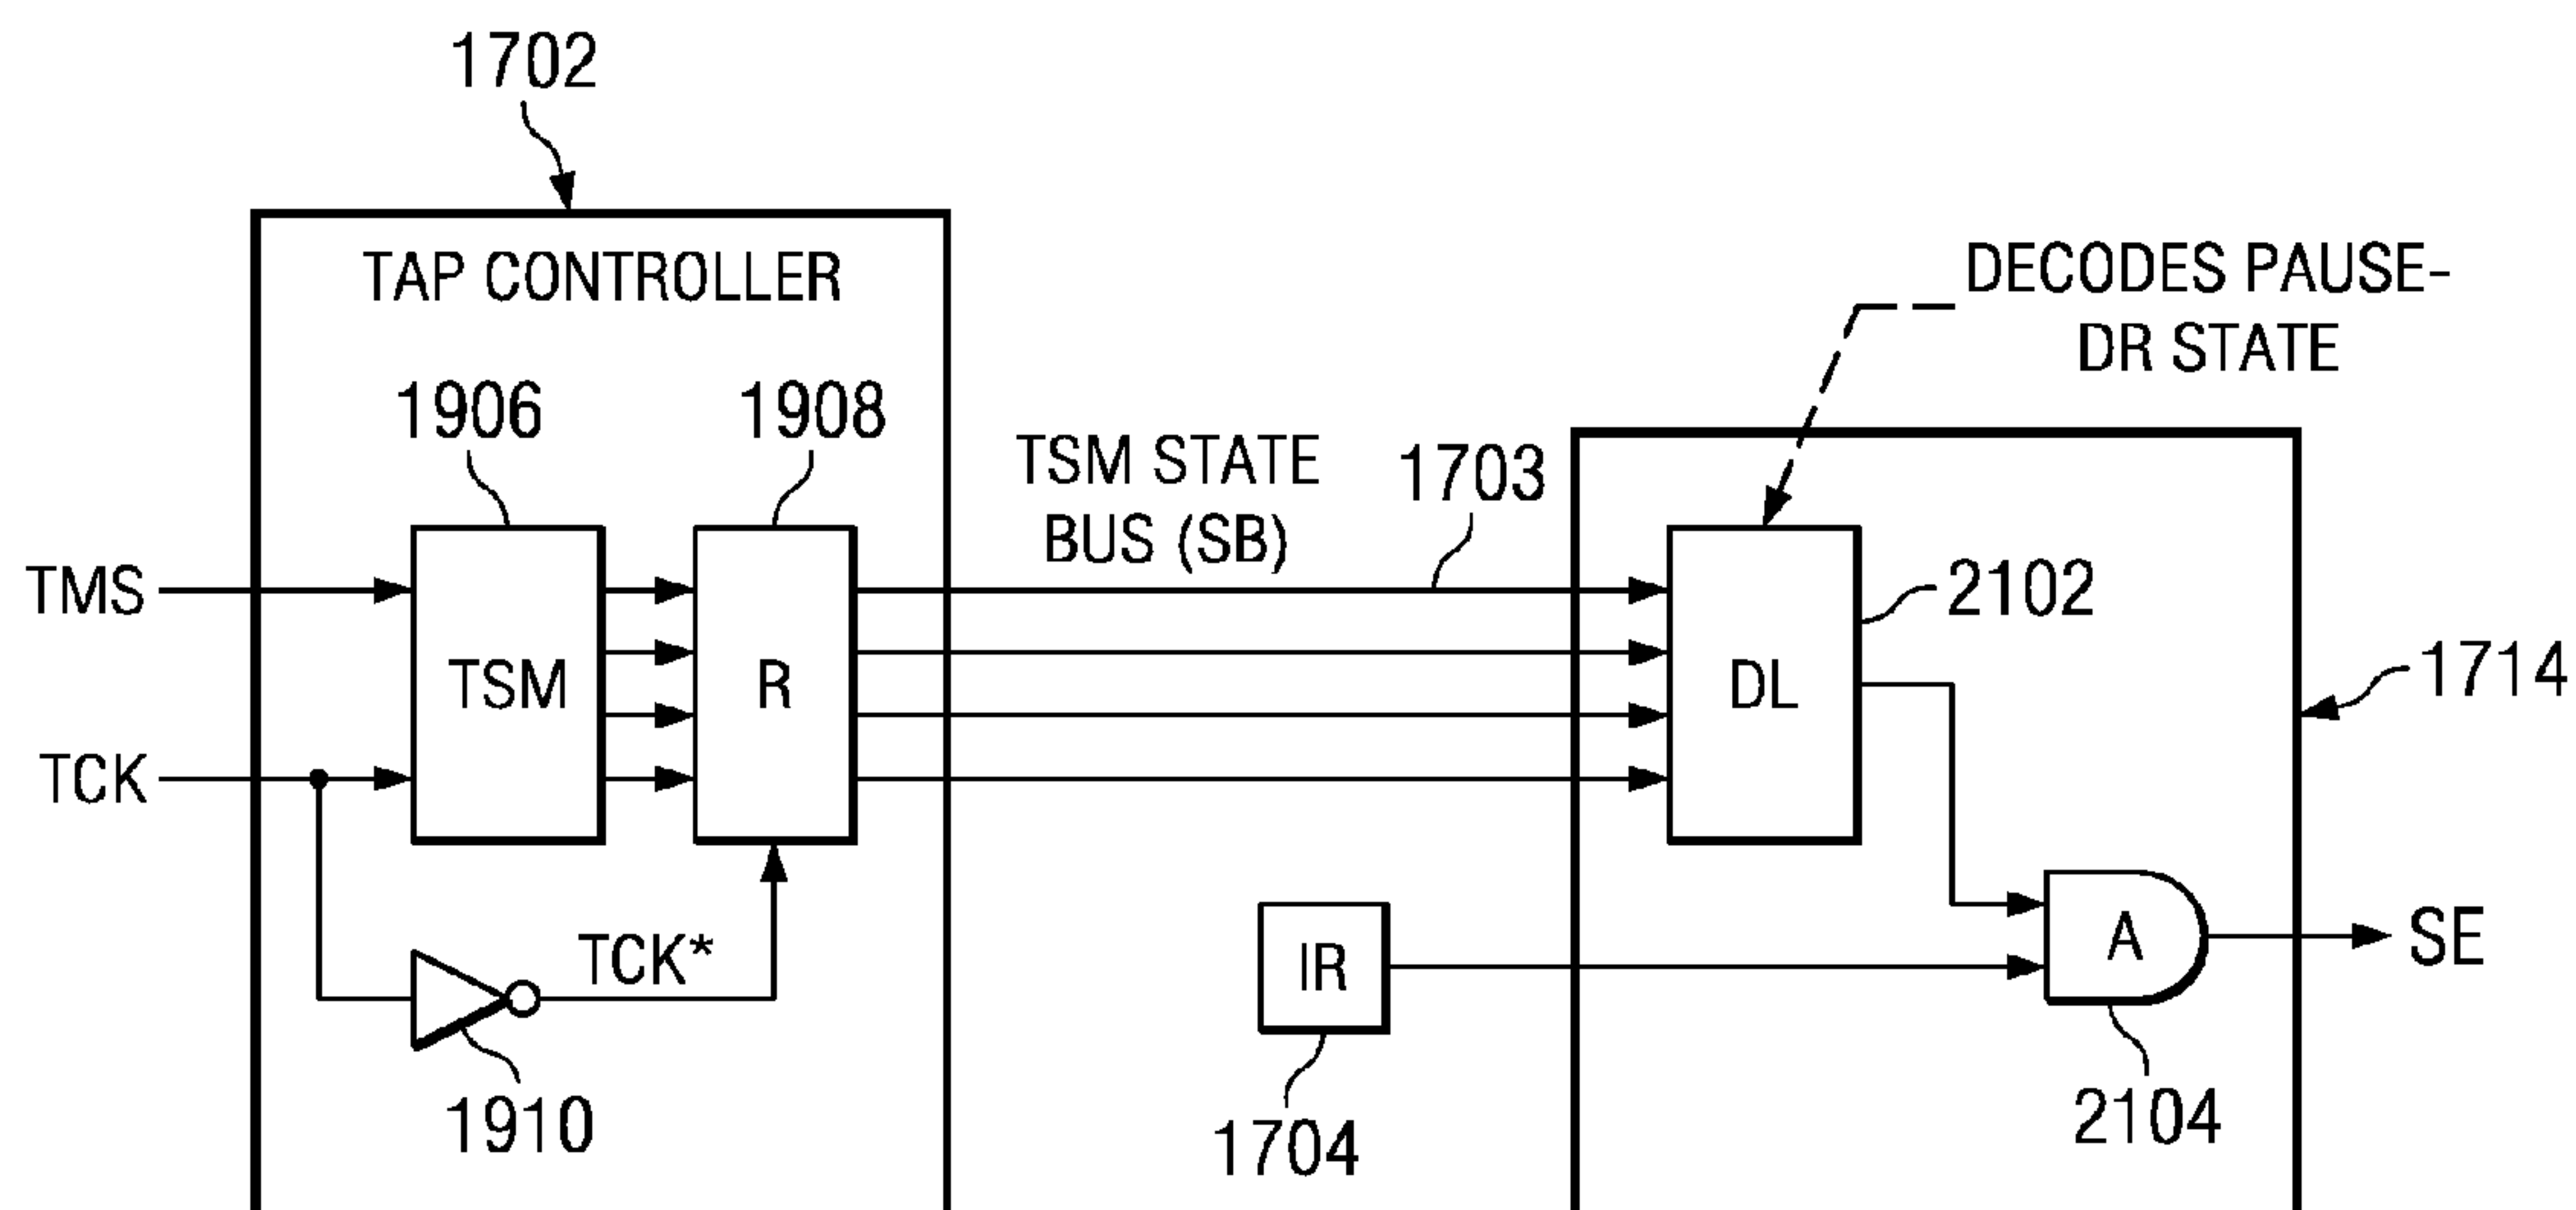 1702
TAP CONTROLLER
DECODES PAUSE-
DR STATE
1906
1908
TSM STATE
BUS (SB)
1703
TMS
TSM
R
DL
2102
1714
TCK
TCK*
IR
A
SE
1910
1704
2104